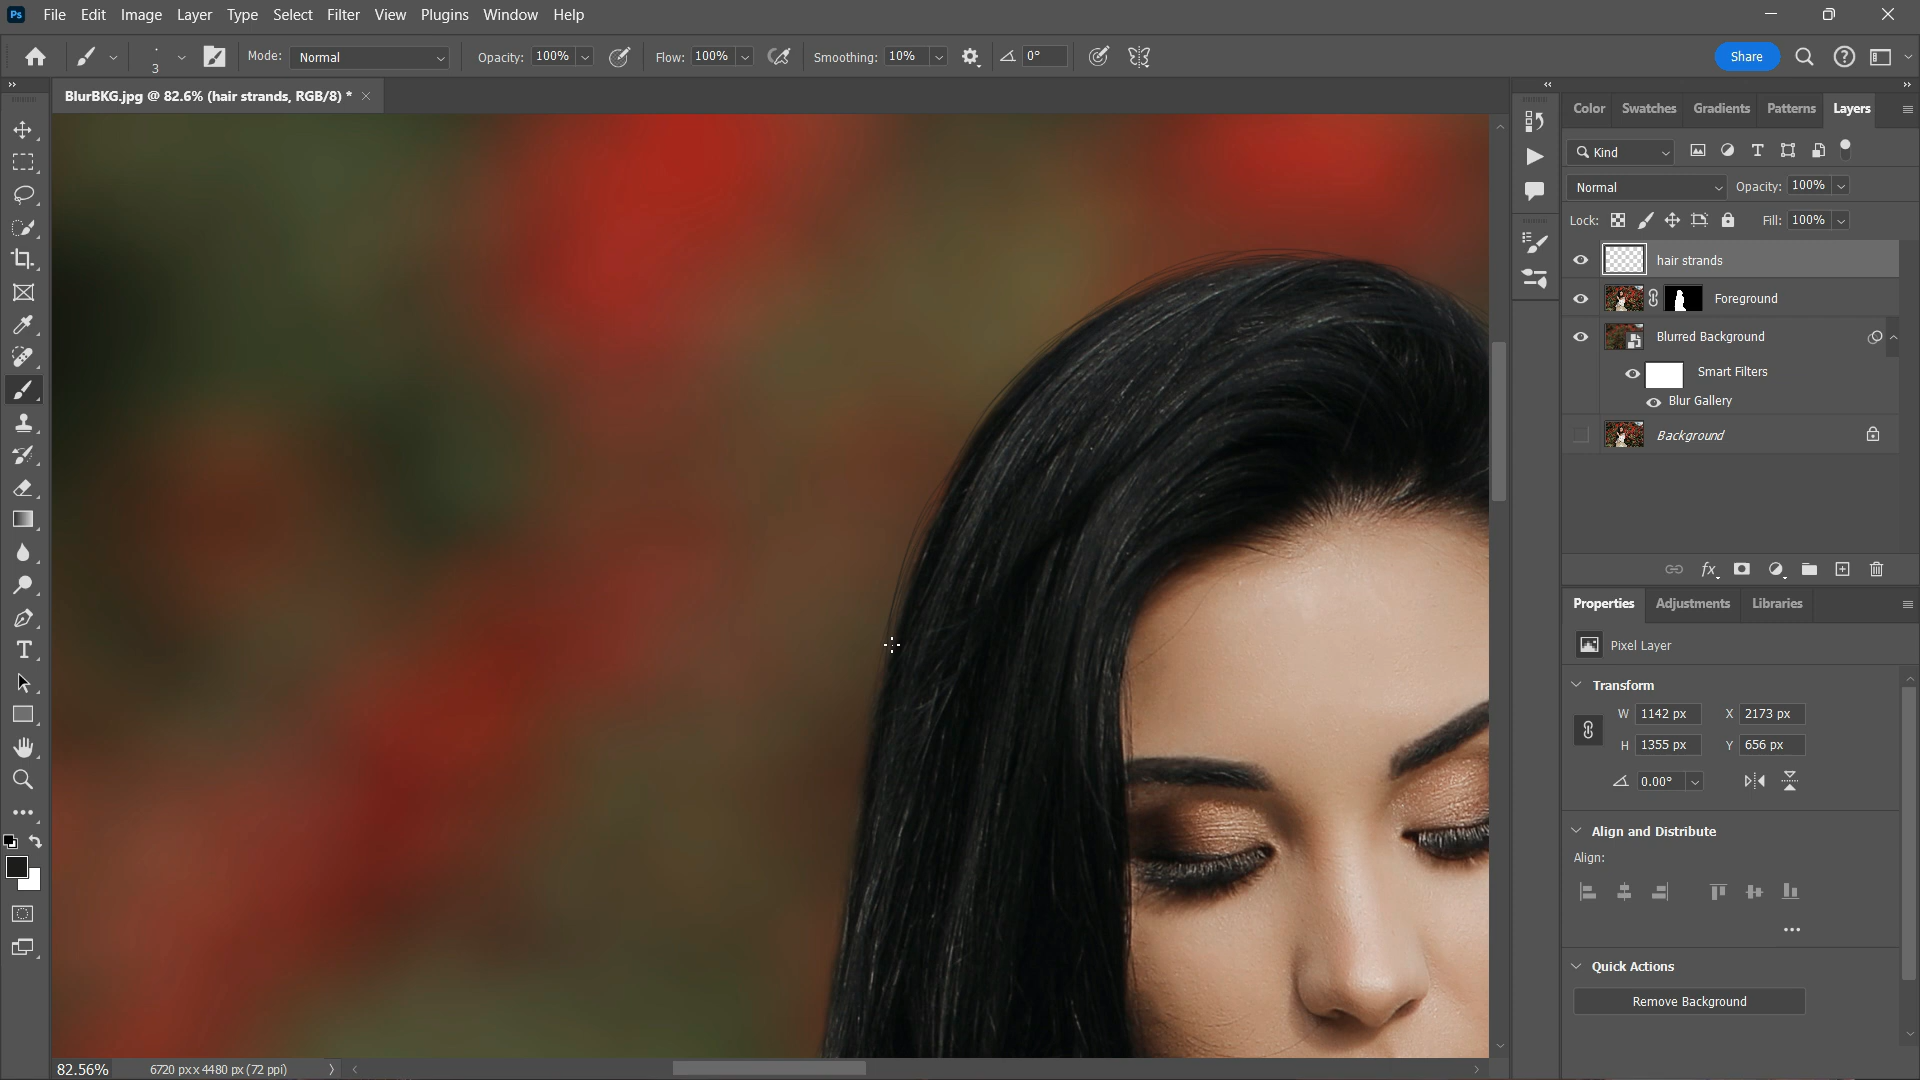 Ps File Edit Image Layer Type Select Filter View Plugins Window Help
3 Mode: Normal Opacity: 100% Flow: 100% Smoothing: 10% 0° Share
BlurBKG.jpg @ 82.6% (hair strands, RGB/8) *
Color Swatches Gradients Patterns Layers
Kind
Normal Opacity: 100%
Lock: Fill: 100%
hair strands
Foreground
Blurred Background
Smart Filters
Blur Gallery
Background
fx
Properties Adjustments Libraries
Pixel Layer
Transform
W 1142 px X 2173 px
H 1355 px Y 656 px
0.00°
Align and Distribute
Align:
Quick Actions
Remove Background
82.56% 6720 px x 4480 px (72 ppi)